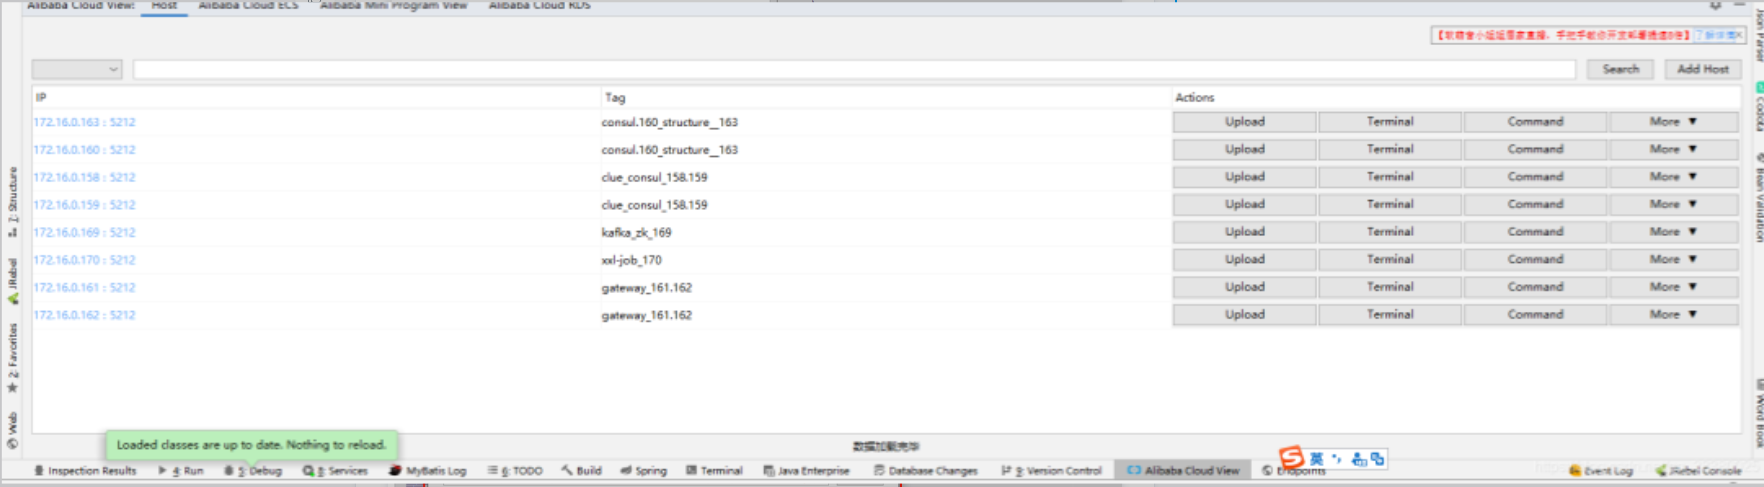 Alibaba Cloud View: Host Alibaba Cloud ECS Alibaba Mini Program View Alibaba Cloud RDS
Search Add Host
IP Tag Actions
172.16.0.163 : 5212 consul.160_structure__163 Upload Terminal Command More ▼
172.16.0.160 : 5212 consul.160_structure__163 Upload Terminal Command More ▼
172.16.0.158 : 5212 clue_consul_158.159 Upload Terminal Command More ▼
172.16.0.159 : 5212 clue_consul_158.159 Upload Terminal Command More ▼
172.16.0.169 : 5212 kafka_zk_169 Upload Terminal Command More ▼
172.16.0.170 : 5212 xxl-job_170 Upload Terminal Command More ▼
172.16.0.161 : 5212 gateway_161.162 Upload Terminal Command More ▼
172.16.0.162 : 5212 gateway_161.162 Upload Terminal Command More ▼
数据加载完毕
Loaded classes are up to date. Nothing to reload.
Inspection Results 4: Run 5: Debug 8: Services MyBatis Log 6: TODO Build Spring Terminal Java Enterprise Database Changes 9: Version Control Alibaba Cloud View Endpoints Event Log JRebel Console
英
7: Structure
JRebel
2: Favorites
Web
Json Parser
Codota
Bean Validation
Word Book